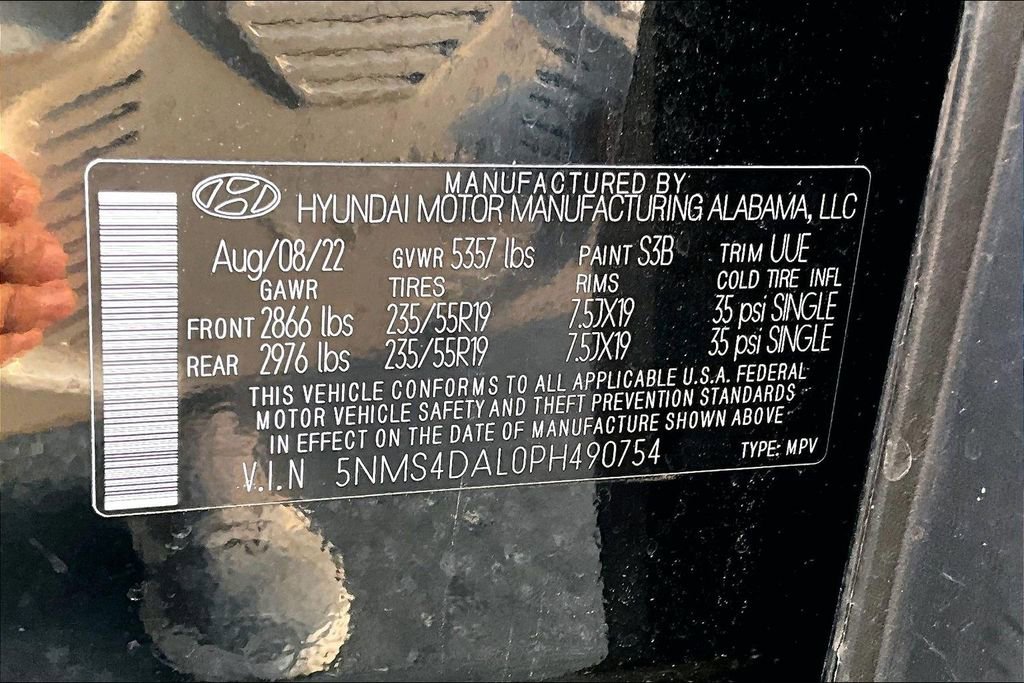 MANUFACTURED BY
HYUNDAI MOTOR MANUFACTURING ALABAMA, LLC
Aug/08/22 GVWR 5357 lbs PAINT S3B TRIM UUE
GAWR TIRES RIMS COLD TIRE INFL
FRONT 2866 lbs 235/55R19 7.5JX19 35 psi SINGLE
REAR 2976 lbs 235/55R19 7.5JX19 35 psi SINGLE
THIS VEHICLE CONFORMS TO ALL APPLICABLE U.S.A. FEDERAL
MOTOR VEHICLE SAFETY AND THEFT PREVENTION STANDARDS
IN EFFECT ON THE DATE OF MANUFACTURE SHOWN ABOVE
V.I.N 5NMS4DAL0PH490754 TYPE: MPV